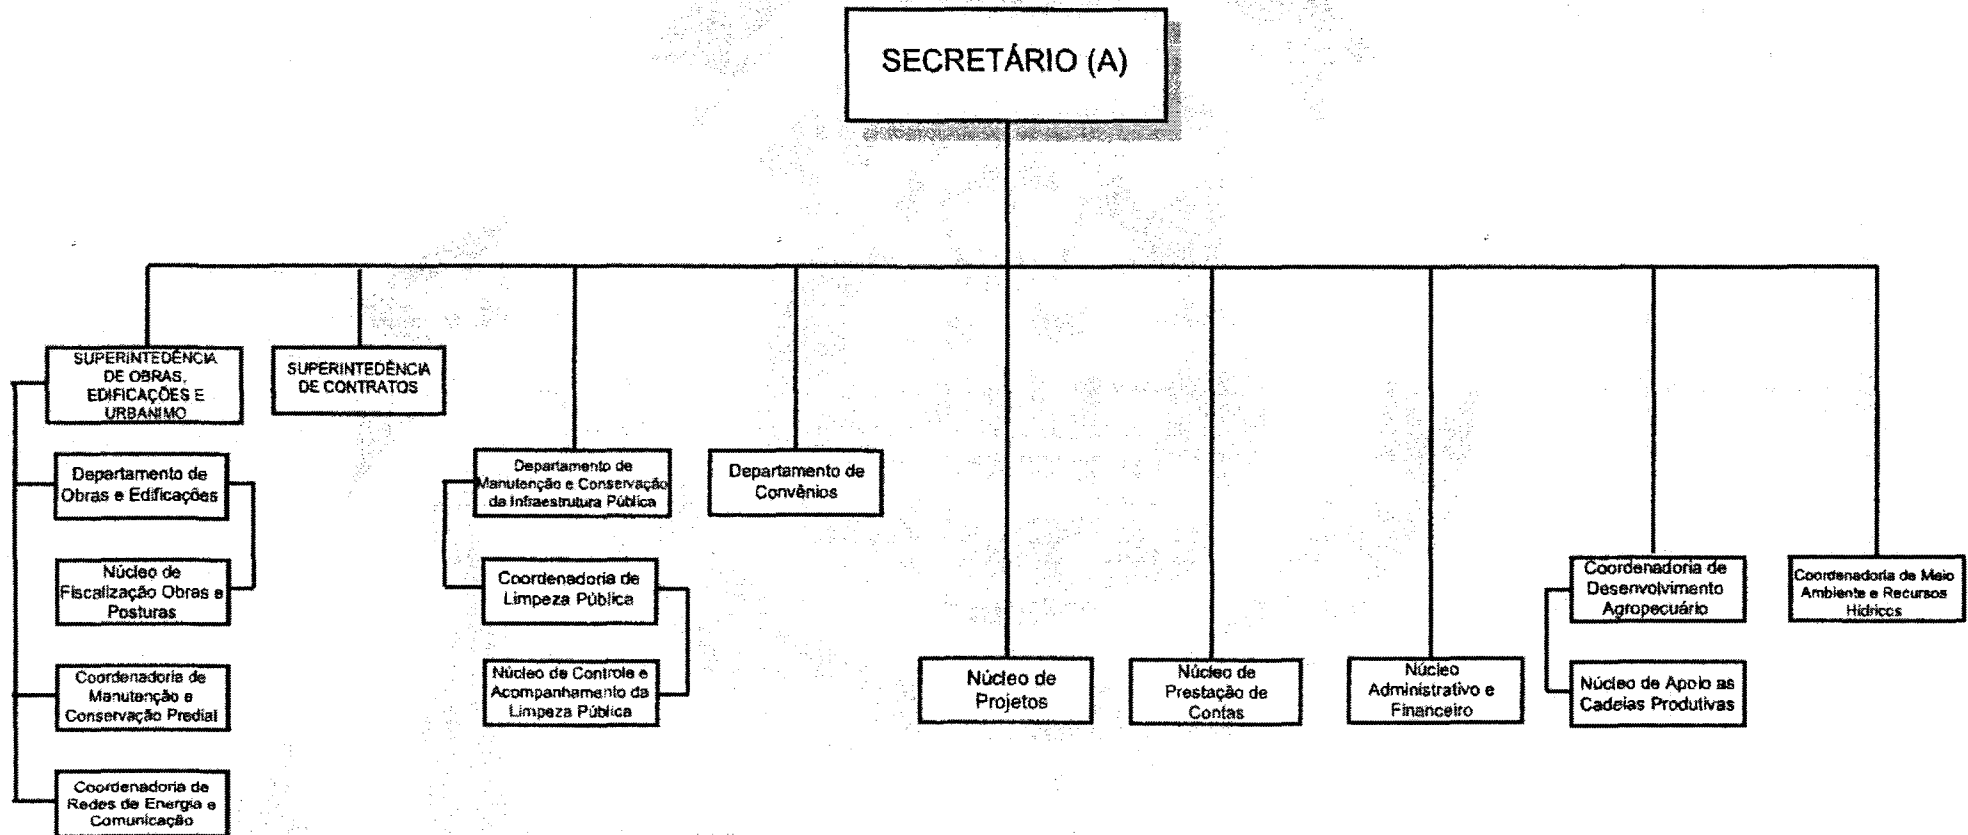 SECRETÁRIO (A)
SUPERINTEDÊNCIA
DE OBRAS,
EDIFICAÇÕES E
URBANIMO
SUPERINTEDÊNCIA
DE CONTRATOS
Departamento de
Obras e Edificações
Departamento de
Manutenção e Conservação
da Infraestrutura Pública
Departamento de
Convênios
Núcleo de
Fiscalização Obras e
Posturas
Coordenadoria de
Limpeza Pública
Coordenadoria de
Desenvolvimento
Agropecuário
Coordenadoria de Meio
Ambiente e Recursos
Hídricos
Coordenadoria de
Manutenção e
Conservação Predial
Núcleo de Controle e
Acompanhamento da
Limpeza Pública
Núcleo de
Projetos
Núcleo de
Prestação de
Contas
Núcleo
Administrativo e
Financeiro
Núcleo de Apoio as
Cadeias Produtivas
Coordenadoria de
Redes de Energia e
Comunicação